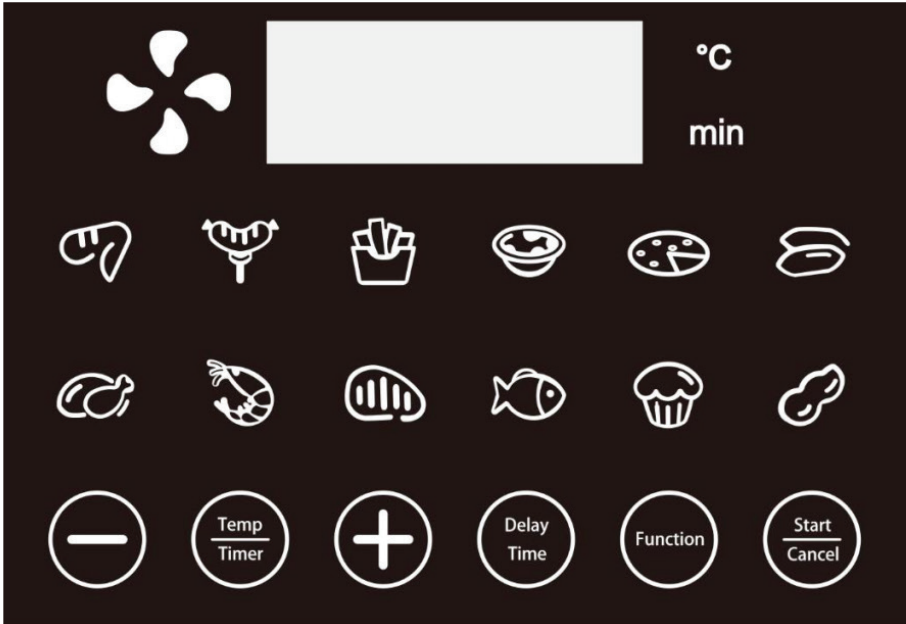 °C
min
Temp
Timer
Delay
Time
Function
Start
Cancel